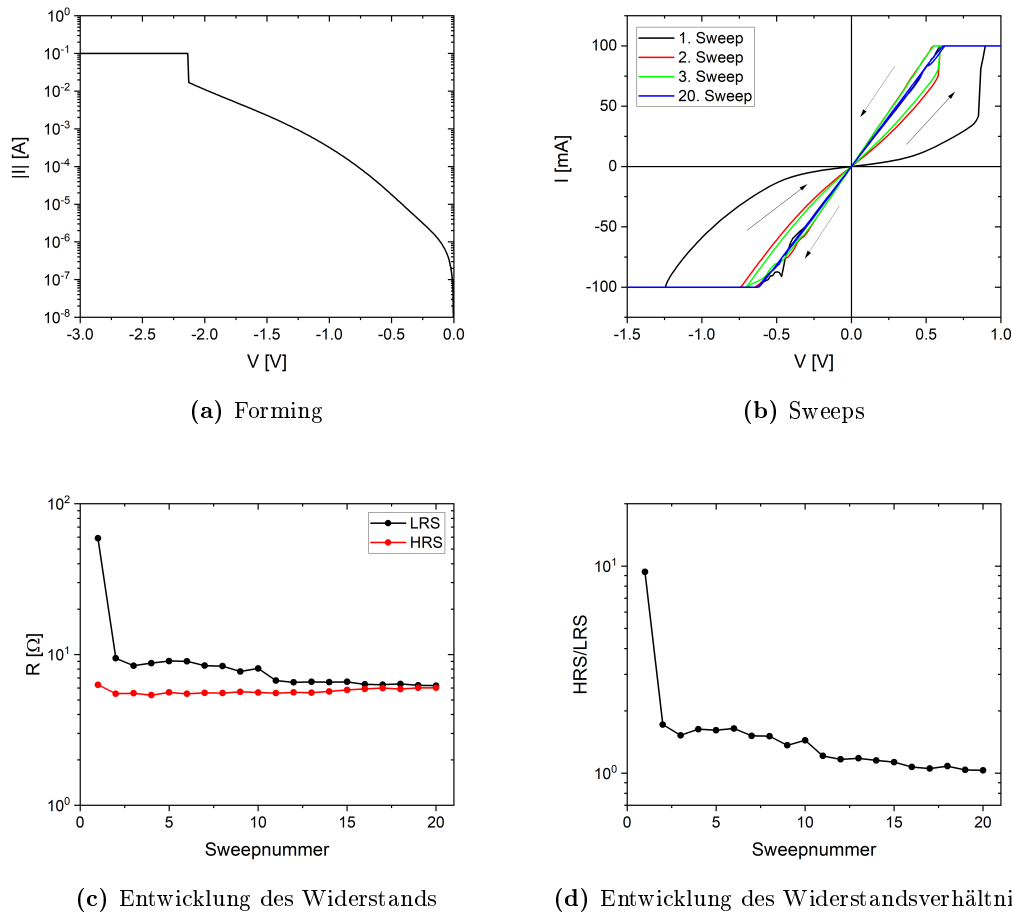 10^0
10^-1
10^-2
10^-3
10^-4
10^-5
10^-6
10^-7
10^-8
|I| [A]
-3.0 -2.5 -2.0 -1.5 -1.0 -0.5 0.0
V [V]
(a) Forming
1. Sweep
2. Sweep
3. Sweep
20. Sweep
100
50
0
-50
-100
I [mA]
-1.5 -1.0 -0.5 0.0 0.5 1.0
V [V]
(b) Sweeps
10^2
10^1
10^0
R [Ω]
LRS
HRS
0 5 10 15 20
Sweepnummer
(c) Entwicklung des Widerstands
10^1
10^0
HRS/LRS
0 5 10 15 20
Sweepnummer
(d) Entwicklung des Widerstandsverhältni